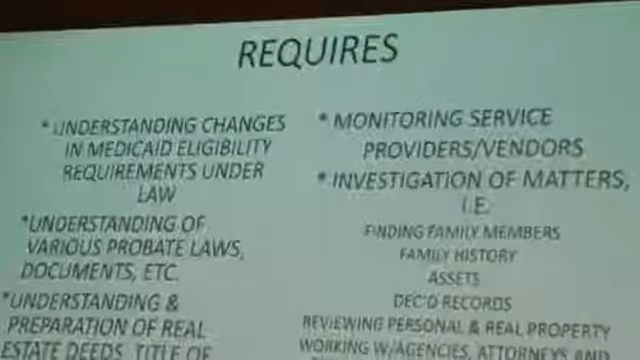 REQUIRES
* UNDERSTANDING CHANGES
IN MEDICAID ELIGIBILITY
REQUIREMENTS UNDER
LAW
*UNDERSTANDING OF
VARIOUS PROBATE LAWS,
DOCUMENTS, ETC.
*UNDERSTANDING &
PREPARATION OF REAL
ESTATE DEEDS, TITLE OF
* MONITORING SERVICE
PROVIDERS/VENDORS
* INVESTIGATION OF MATTERS,
I.E.
FINDING FAMILY MEMBERS
FAMILY HISTORY
ASSETS
DEC'D RECORDS
REVIEWING PERSONAL & REAL PROPERTY
WORKING W/AGENCIES, ATTORNEYS AND